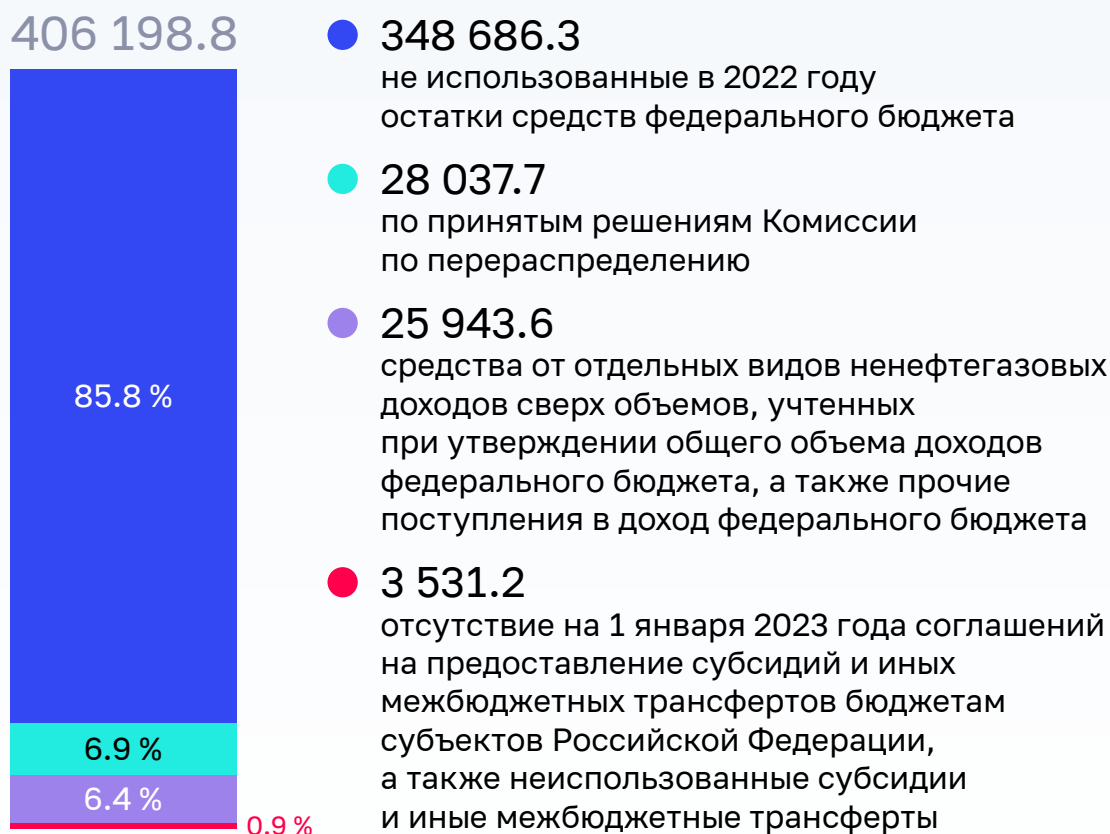 406 198.8
85.8 %
6.9 %
6.4 %
0.9 %
348 686.3
не использованные в 2022 году
остатки средств федерального бюджета
28 037.7
по принятым решениям Комиссии
по перераспределению
25 943.6
средства от отдельных видов ненефтегазовых
доходов сверх объемов, учтенных
при утверждении общего объема доходов
федерального бюджета, а также прочие
поступления в доход федерального бюджета
3 531.2
отсутствие на 1 января 2023 года соглашений
на предоставление субсидий и иных
межбюджетных трансфертов бюджетам
субъектов Российской Федерации,
а также неиспользованные субсидии
и иные межбюджетные трансферты